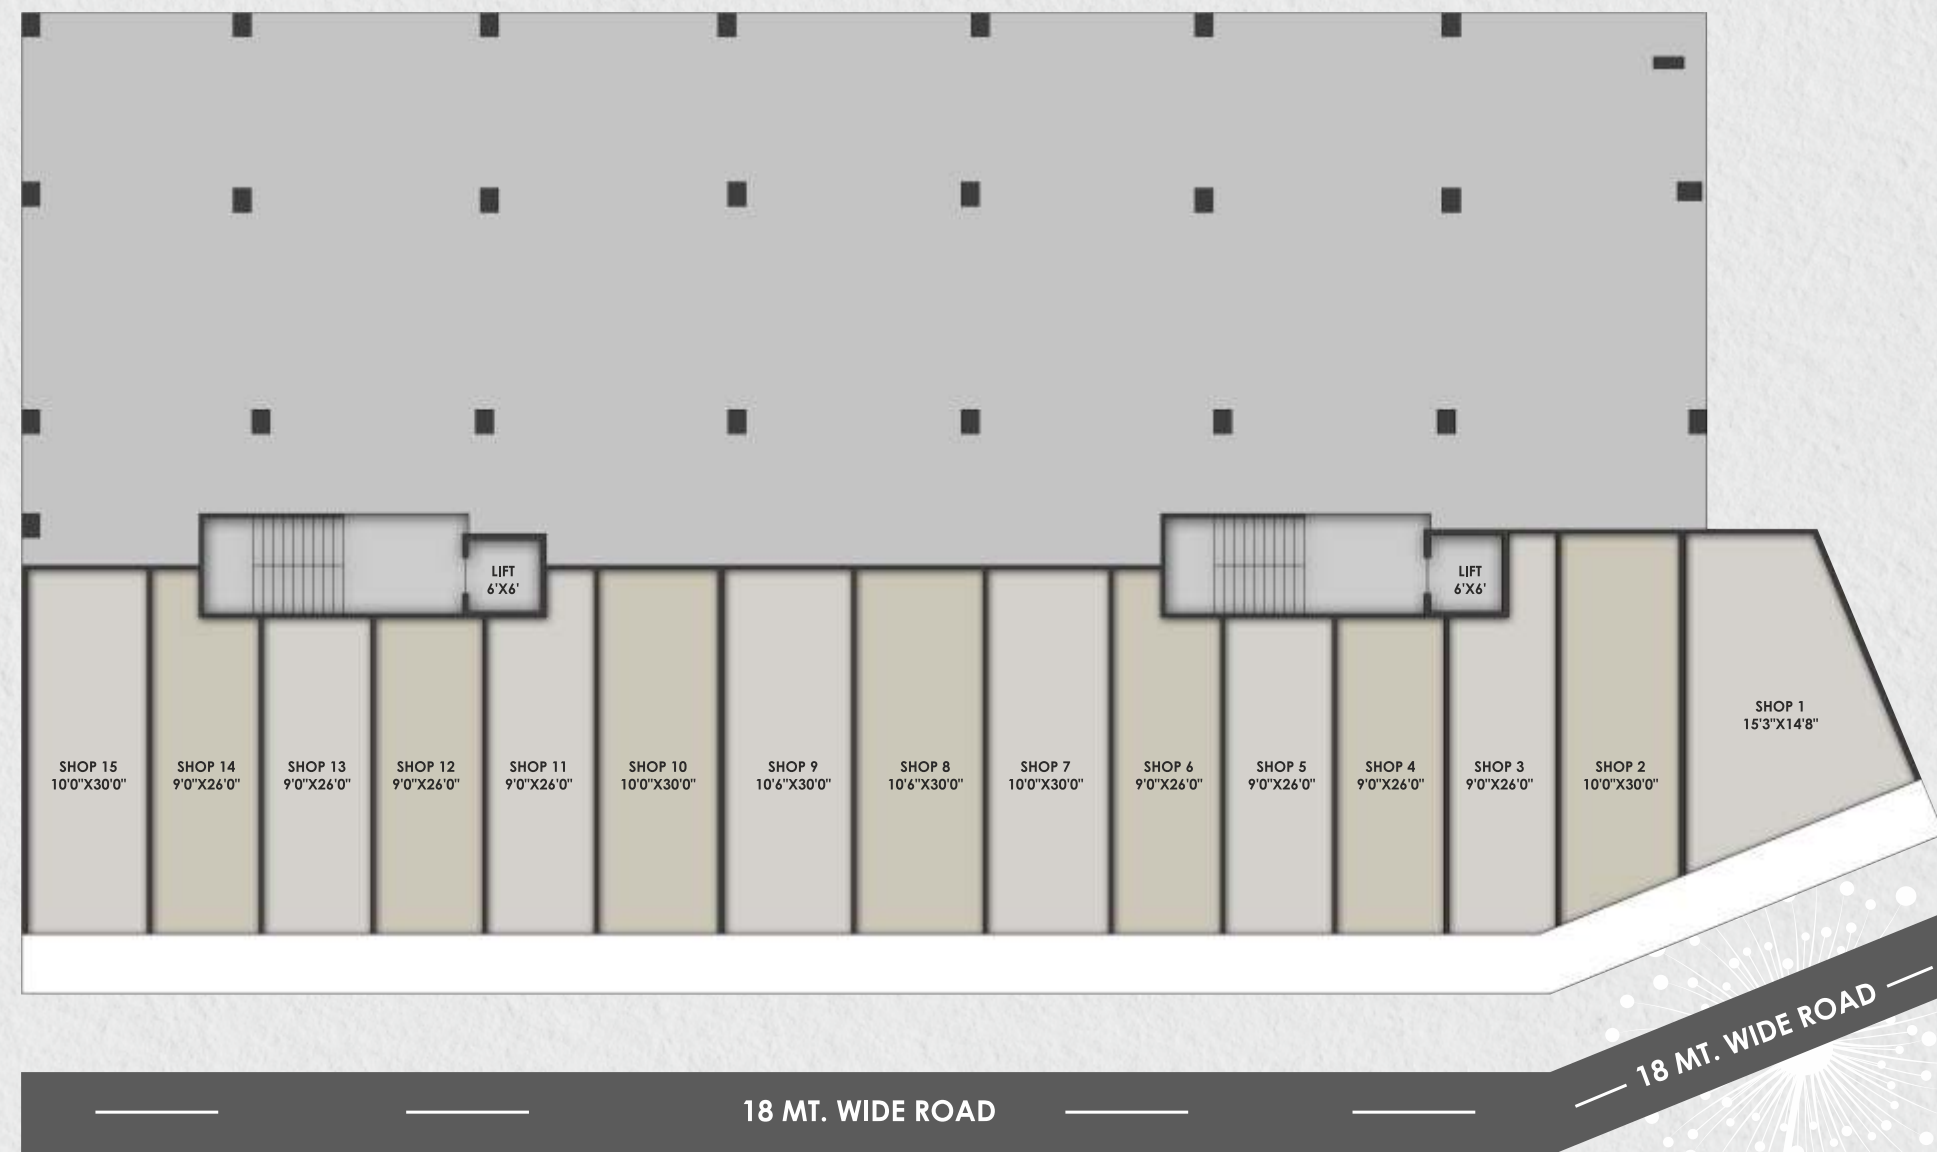 LIFT
6'X6'
LIFT
6'X6'
SHOP 15
10'0"X30'0"
SHOP 14
9'0"X26'0"
SHOP 13
9'0"X26'0"
SHOP 12
9'0"X26'0"
SHOP 11
9'0"X26'0"
SHOP 10
10'0"X30'0"
SHOP 9
10'6"X30'0"
SHOP 8
10'6"X30'0"
SHOP 7
10'0"X30'0"
SHOP 6
9'0"X26'0"
SHOP 5
9'0"X26'0"
SHOP 4
9'0"X26'0"
SHOP 3
9'0"X26'0"
SHOP 2
10'0"X30'0"
SHOP 1
15'3"X14'8"
18 MT. WIDE ROAD
18 MT. WIDE ROAD